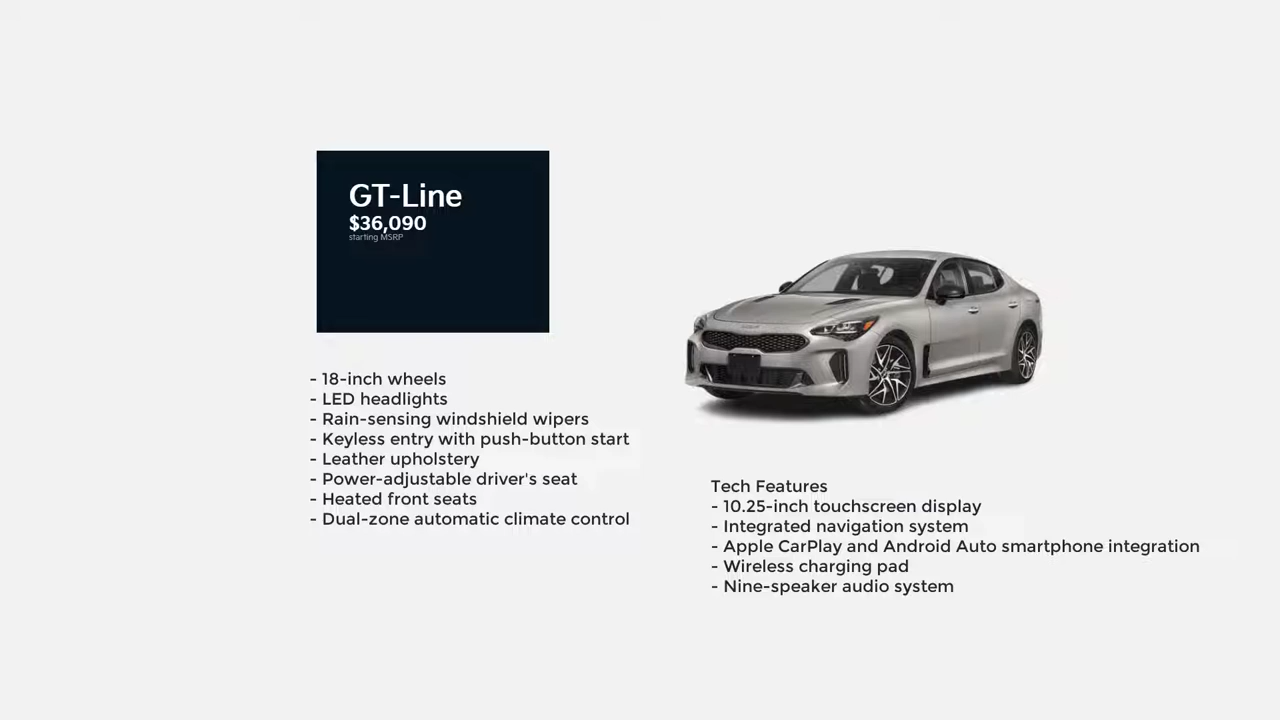 GT-Line
$36,090
starting MSRP
- 18-inch wheels
- LED headlights
- Rain-sensing windshield wipers
- Keyless entry with push-button start
- Leather upholstery
- Power-adjustable driver's seat
- Heated front seats
- Dual-zone automatic climate control
Tech Features
- 10.25-inch touchscreen display
- Integrated navigation system
- Apple CarPlay and Android Auto smartphone integration
- Wireless charging pad
- Nine-speaker audio system